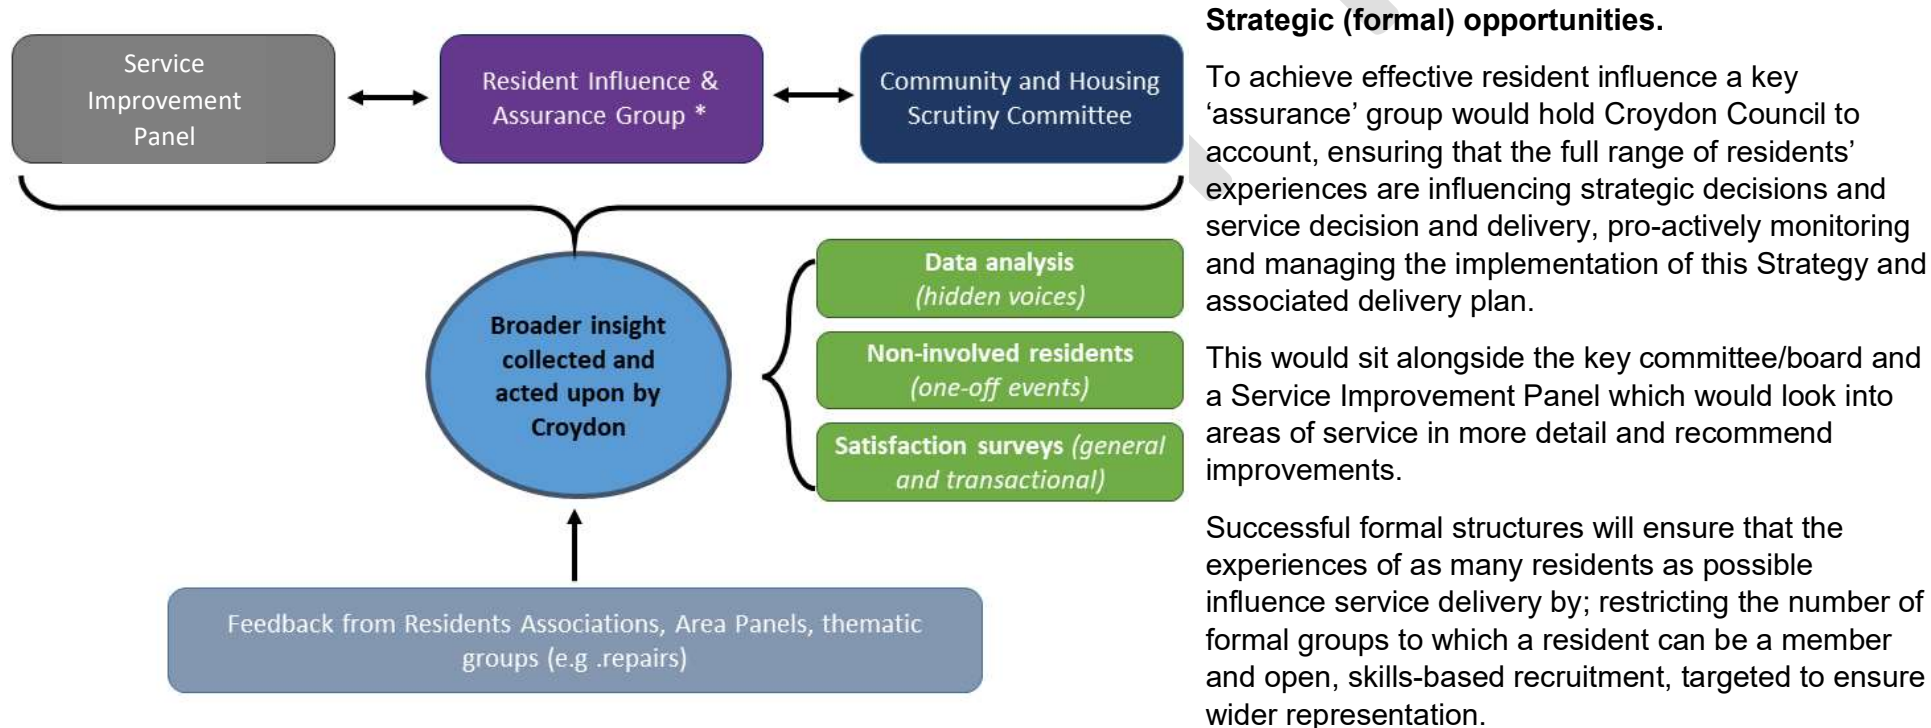 Service
Improvement
Panel
Resident Influence &
Assurance Group *
Community and Housing
Scrutiny Committee
Broader insight
collected and
acted upon by
Croydon
Data analysis
(hidden voices)
Non-involved residents
(one-off events)
Satisfaction surveys (general
and transactional)
Feedback from Residents Associations, Area Panels, thematic
groups (e.g .repairs)
Strategic (formal) opportunities.
To achieve effective resident influence a key
‘assurance’ group would hold Croydon Council to
account, ensuring that the full range of residents’
experiences are influencing strategic decisions and
service decision and delivery, pro-actively monitoring
and managing the implementation of this Strategy and
associated delivery plan.
This would sit alongside the key committee/board and
a Service Improvement Panel which would look into
areas of service in more detail and recommend
improvements.
Successful formal structures will ensure that the
experiences of as many residents as possible
influence service delivery by; restricting the number of
formal groups to which a resident can be a member
and open, skills-based recruitment, targeted to ensure
wider representation.